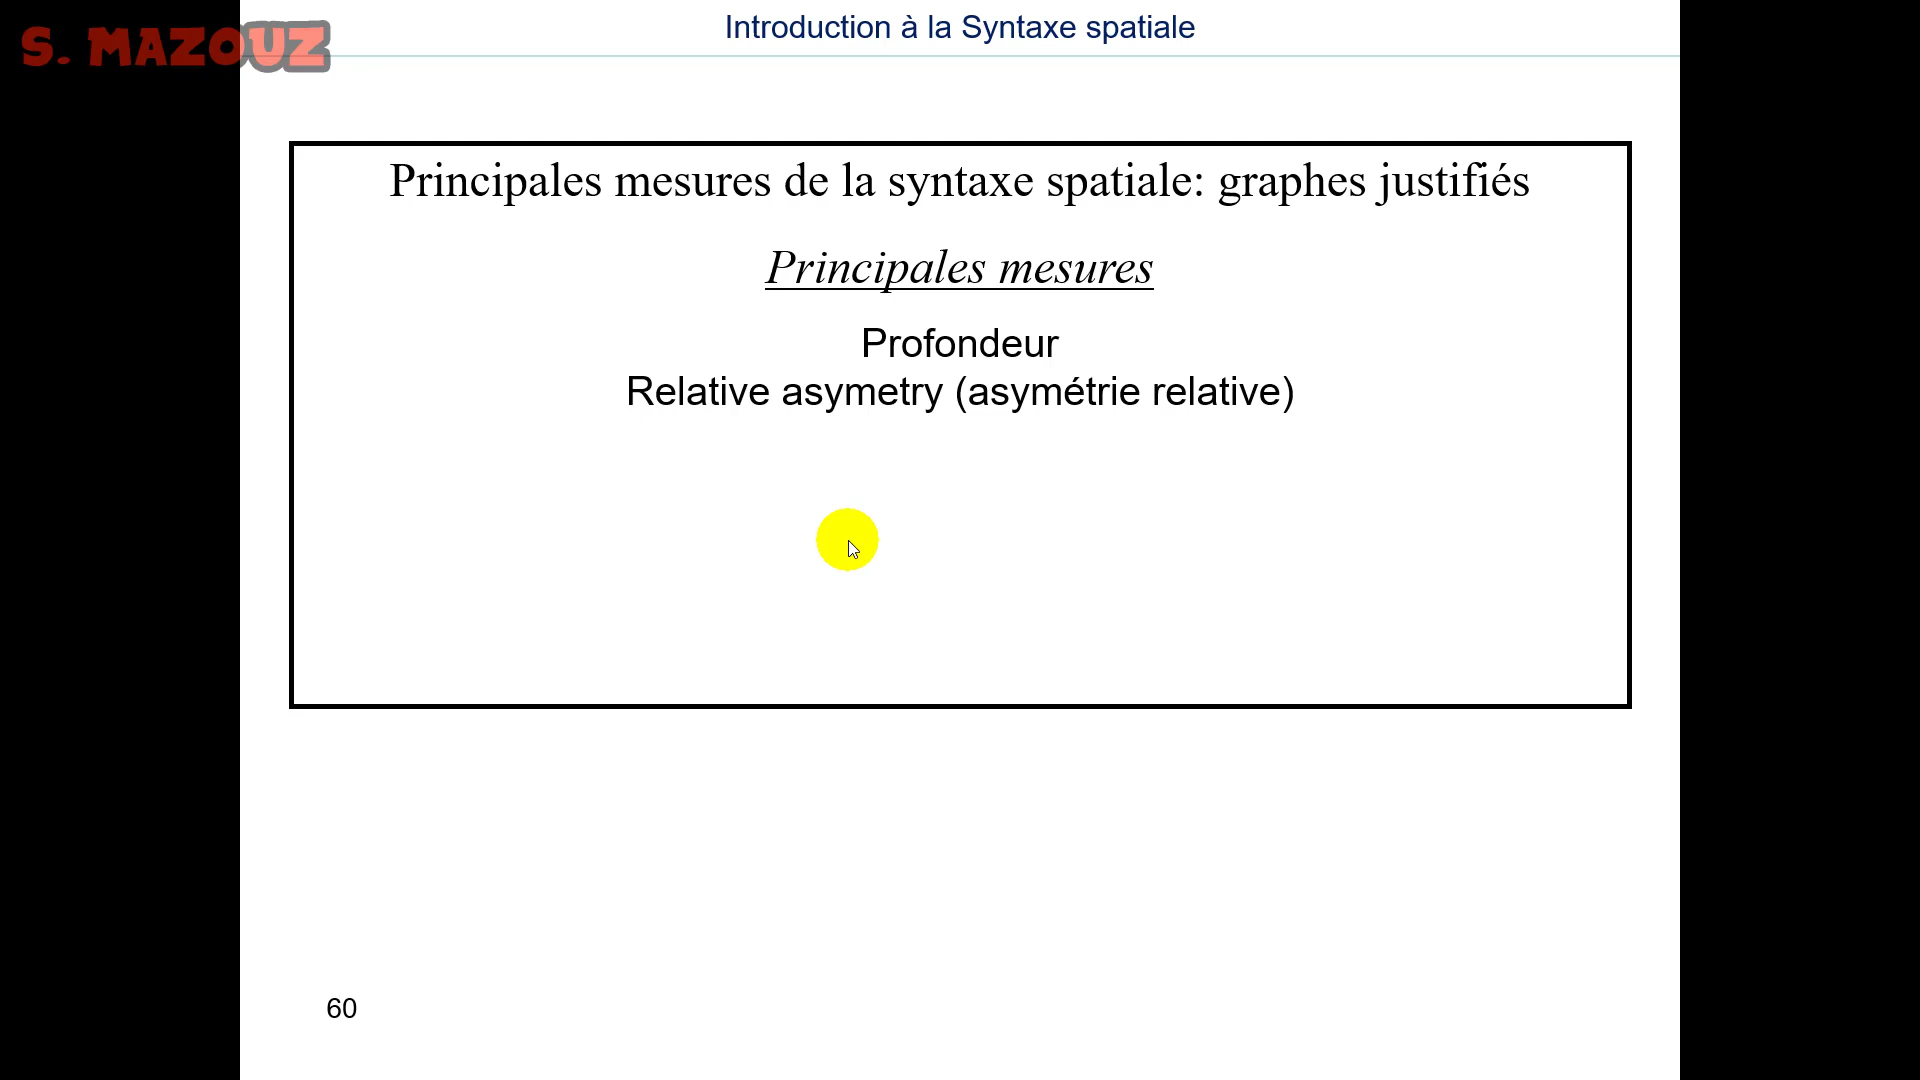 S. MAZOUZ
Introduction à la Syntaxe spatiale
Principales mesures de la syntaxe spatiale: graphes justifiés
Principales mesures
Profondeur
Relative asymetry (asymétrie relative)
60